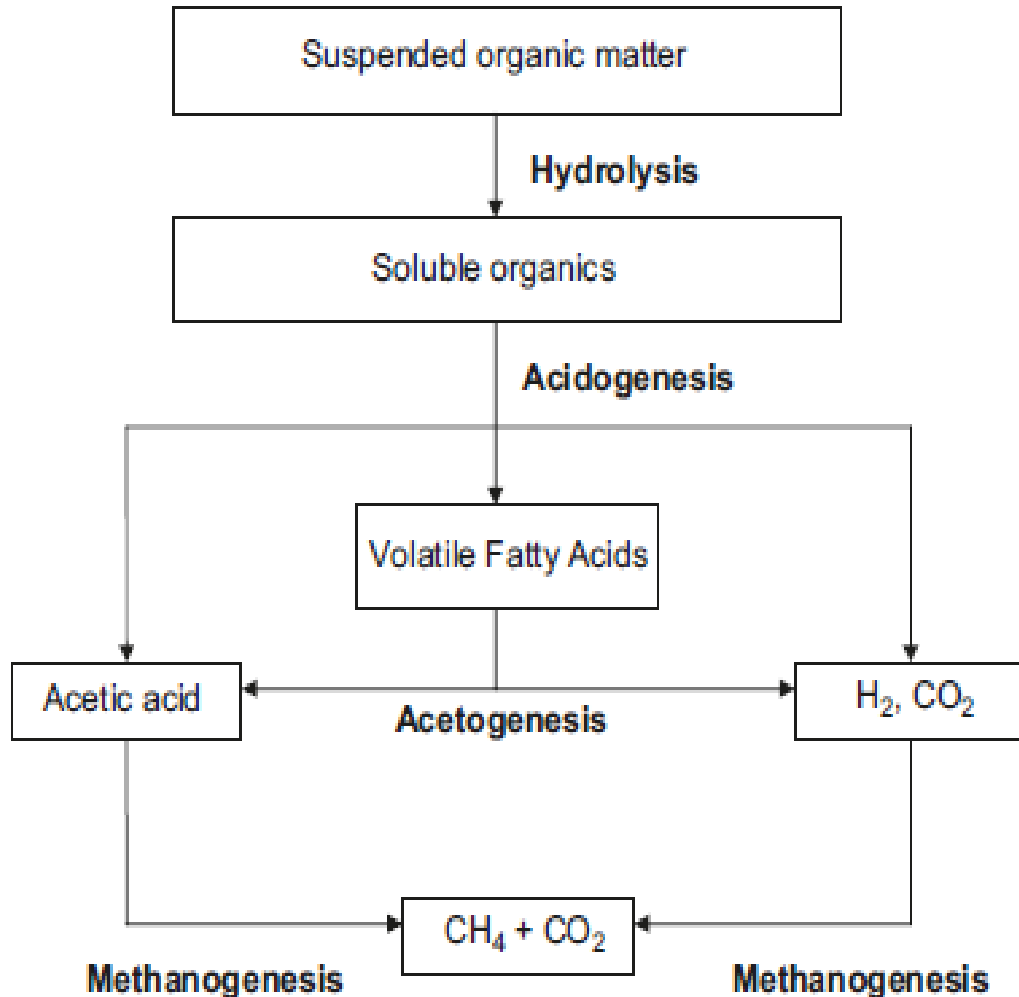 Suspended organic matter
Hydrolysis
Soluble organics
Acidogenesis
Volatile Fatty Acids
Acetic acid
H₂, CO₂
Acetogenesis
CH₄ + CO₂
Methanogenesis
Methanogenesis